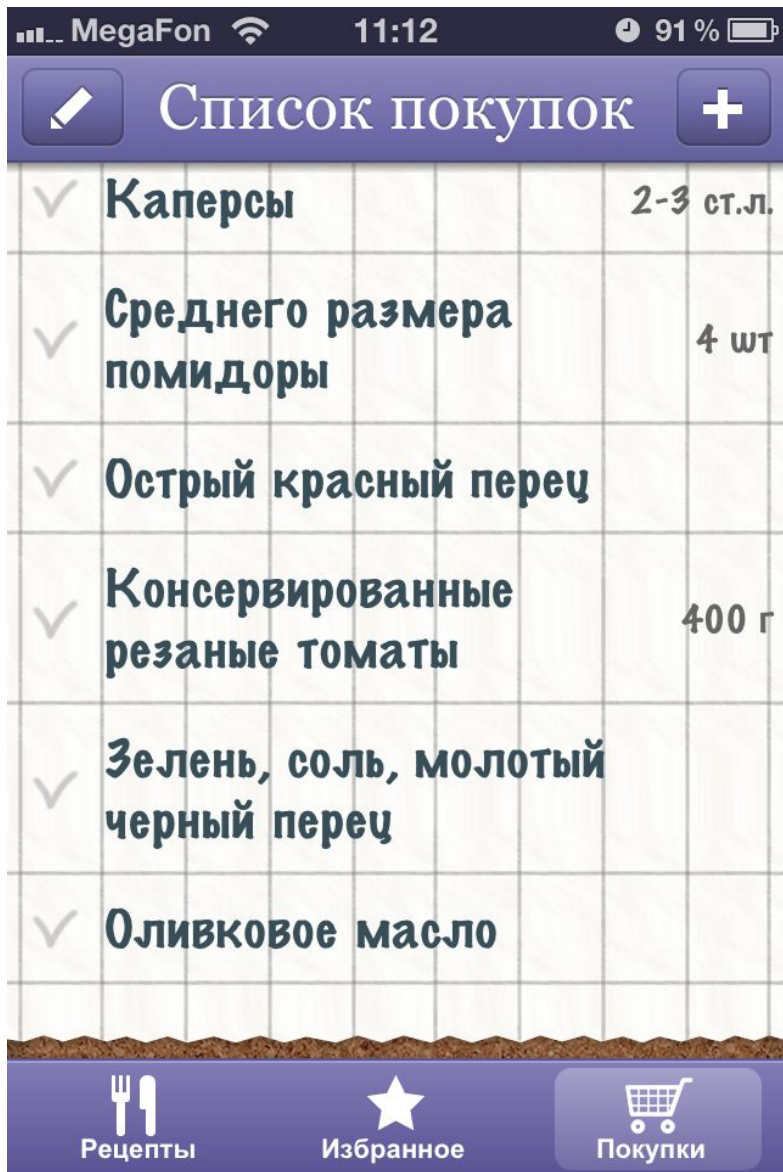 MegaFon 11:12 91 %
Список покупок
Каперсы 2-3 ст.л.
Среднего размера
помидоры 4 шт
Острый красный перец
Консервированные
резаные томаты 400 г
Зелень, соль, молотый
черный перец
Оливковое масло
Рецепты Избранное Покупки